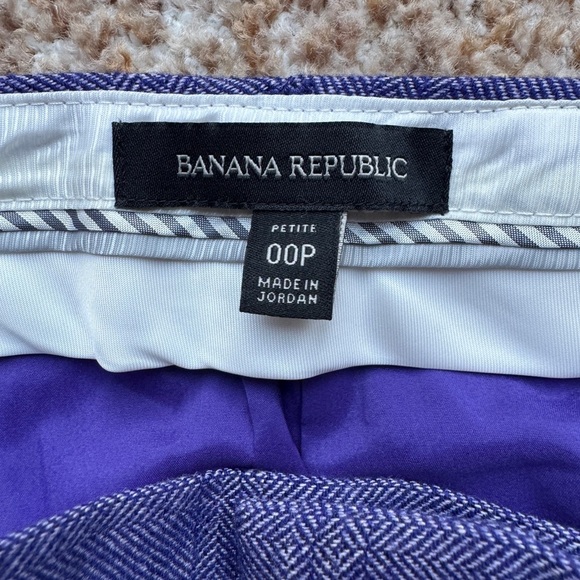 BANANA REPUBLIC
PETITE
00P
MADE IN
JORDAN